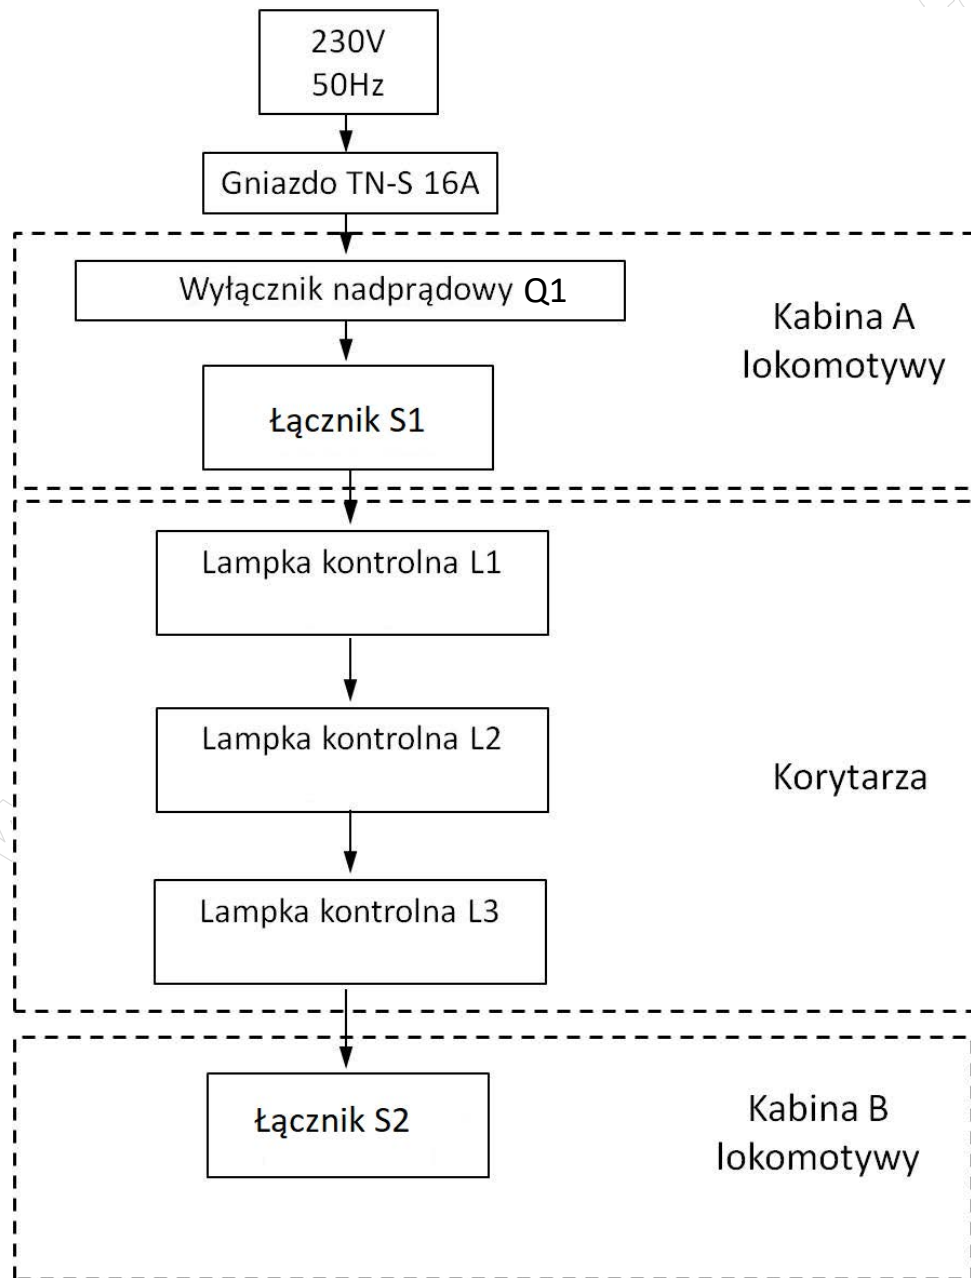 230V
50Hz
Gniazdo TN-S 16A
Wyłącznik nadprądowy Q1
Kabina A
lokomotywy
Łącznik S1
Lampka kontrolna L1
Lampka kontrolna L2
Korytarza
Lampka kontrolna L3
Łącznik S2
Kabina B
lokomotywy